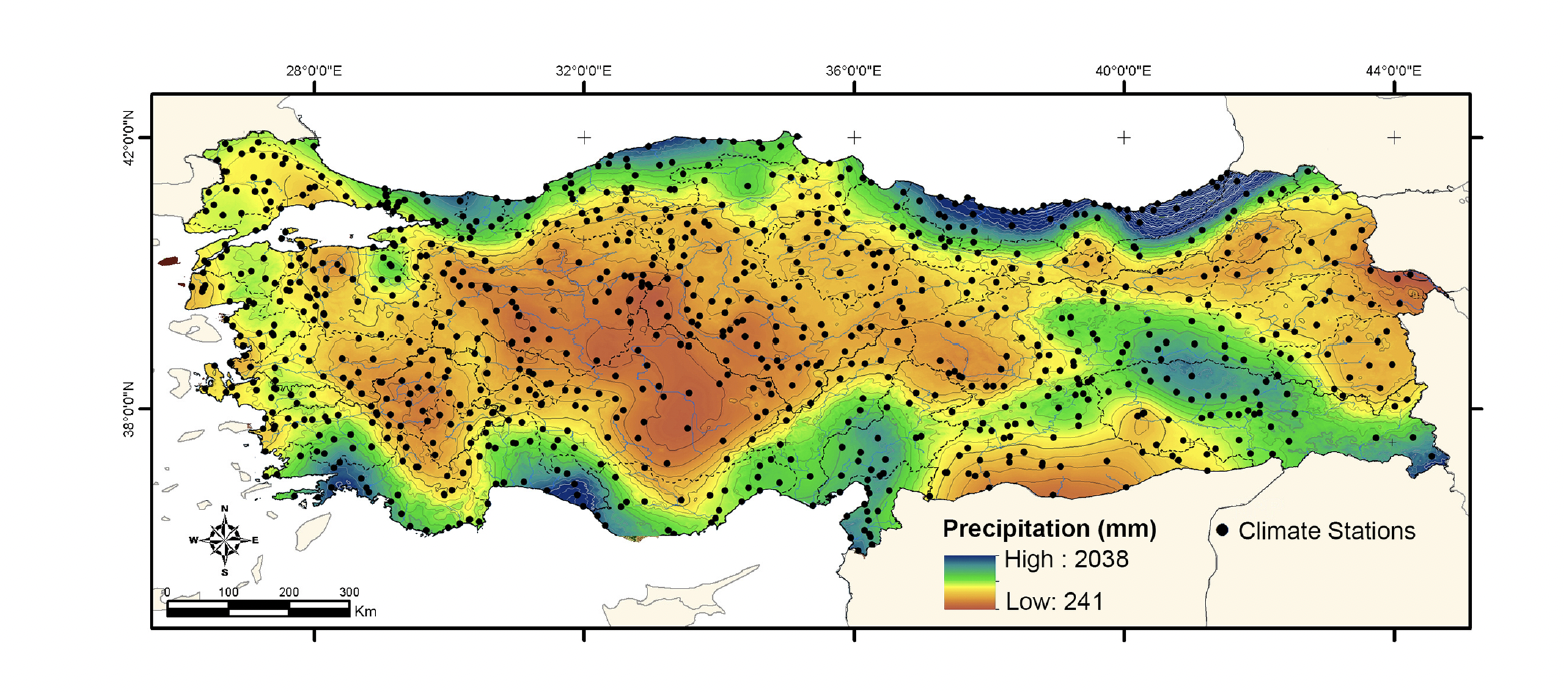 28°0'0"E 32°0'0"E 36°0'0"E 40°0'0"E 44°0'0"E
42°0'0"N
38°0'0"N
N
W E
S
0 100 200 300
Km
Precipitation (mm)
High : 2038
Low: 241
Climate Stations